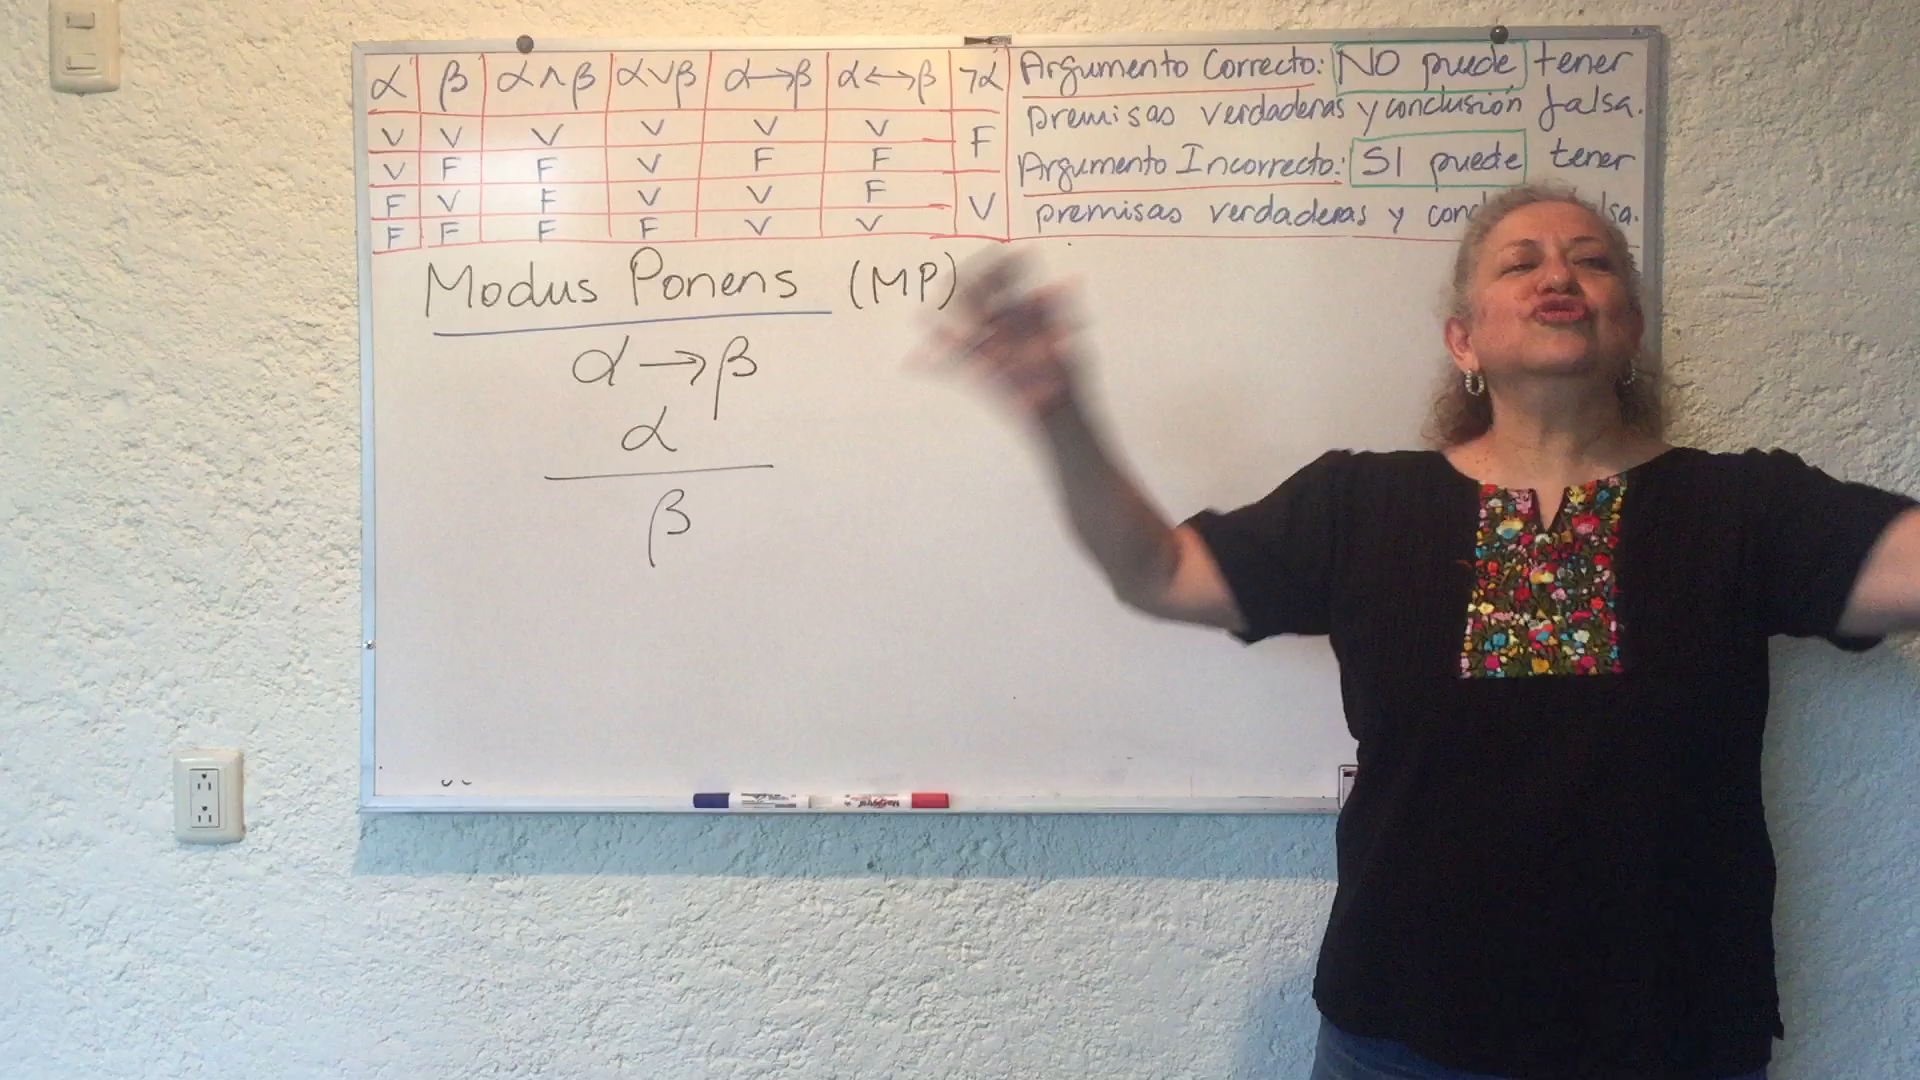 α β α∧β α∨β α→β α↔β ¬α
V V V V V V F
V F F V F F
F V F V V F V
F F F F V V
Argumento Correcto: NO puede tener
premisas verdaderas y conclusión falsa.
Argumento Incorrecto: SI puede tener
premisas verdaderas y
Modus Ponens (MP)
α→β
α
β